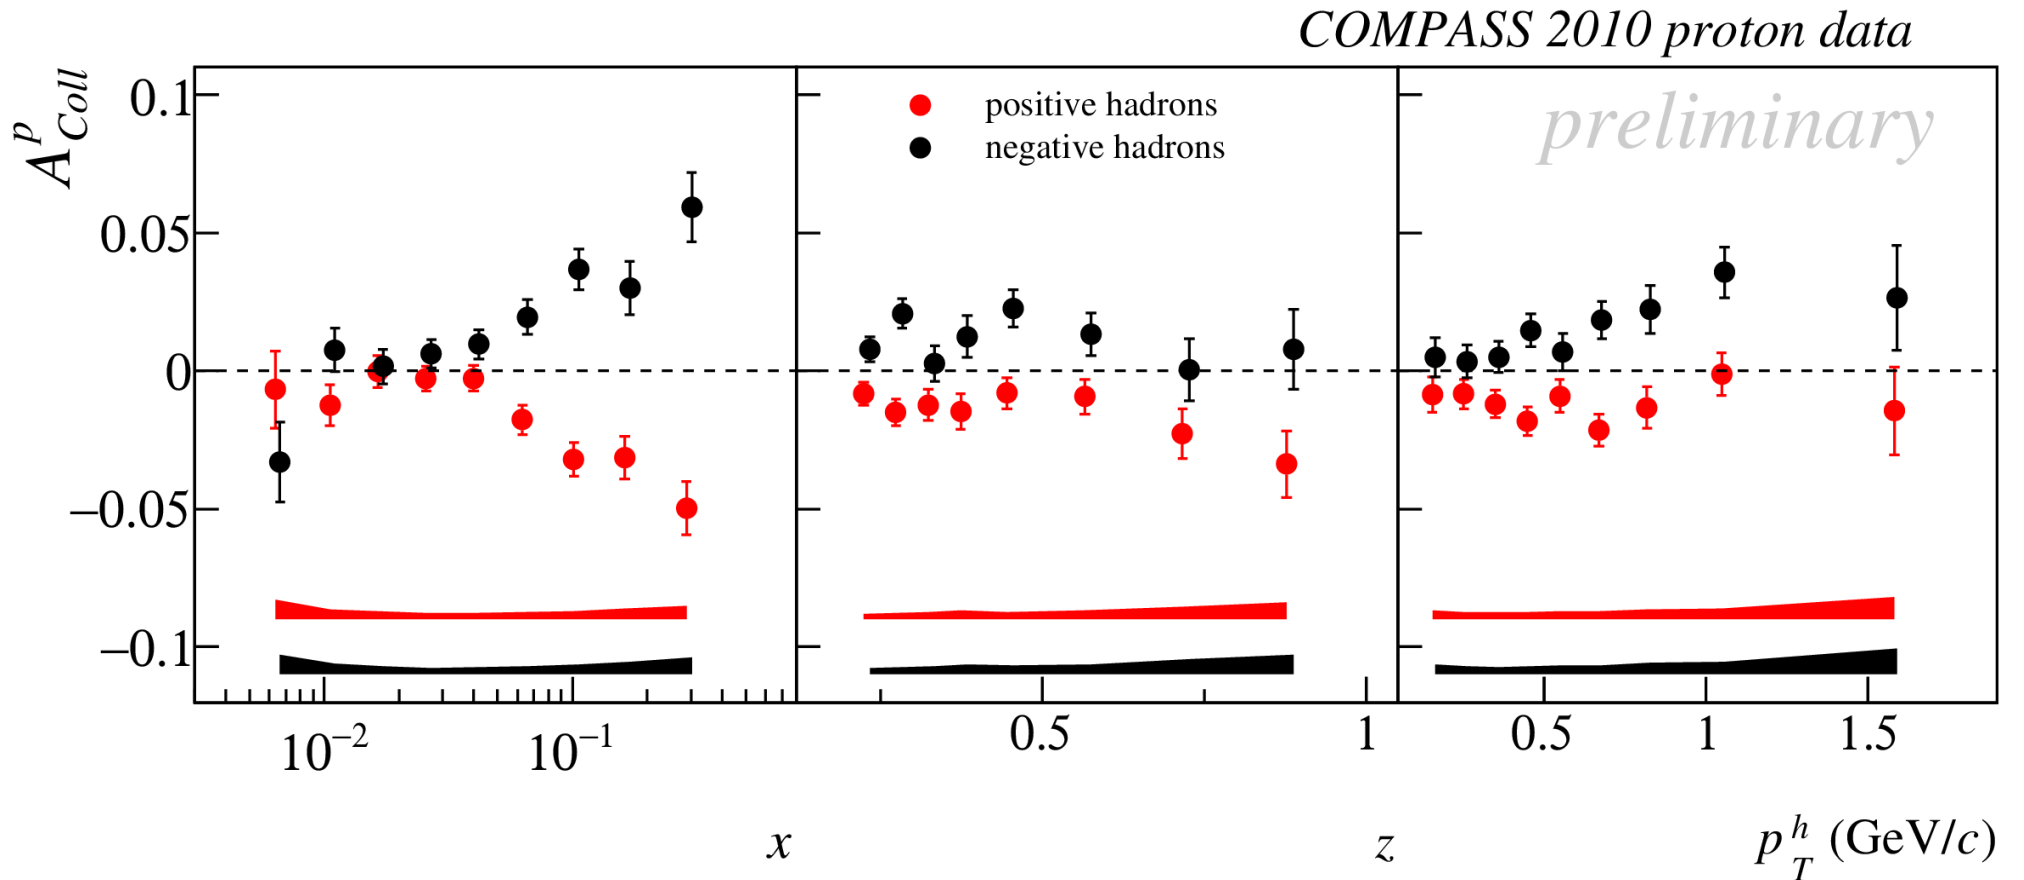 COMPASS 2010 proton data
A^p_Coll
0.1
0.05
0
−0.05
−0.1
positive hadrons
negative hadrons
preliminary
10^−2
10^−1
0.5
1
0.5
1
1.5
x
z
p_T^h (GeV/c)